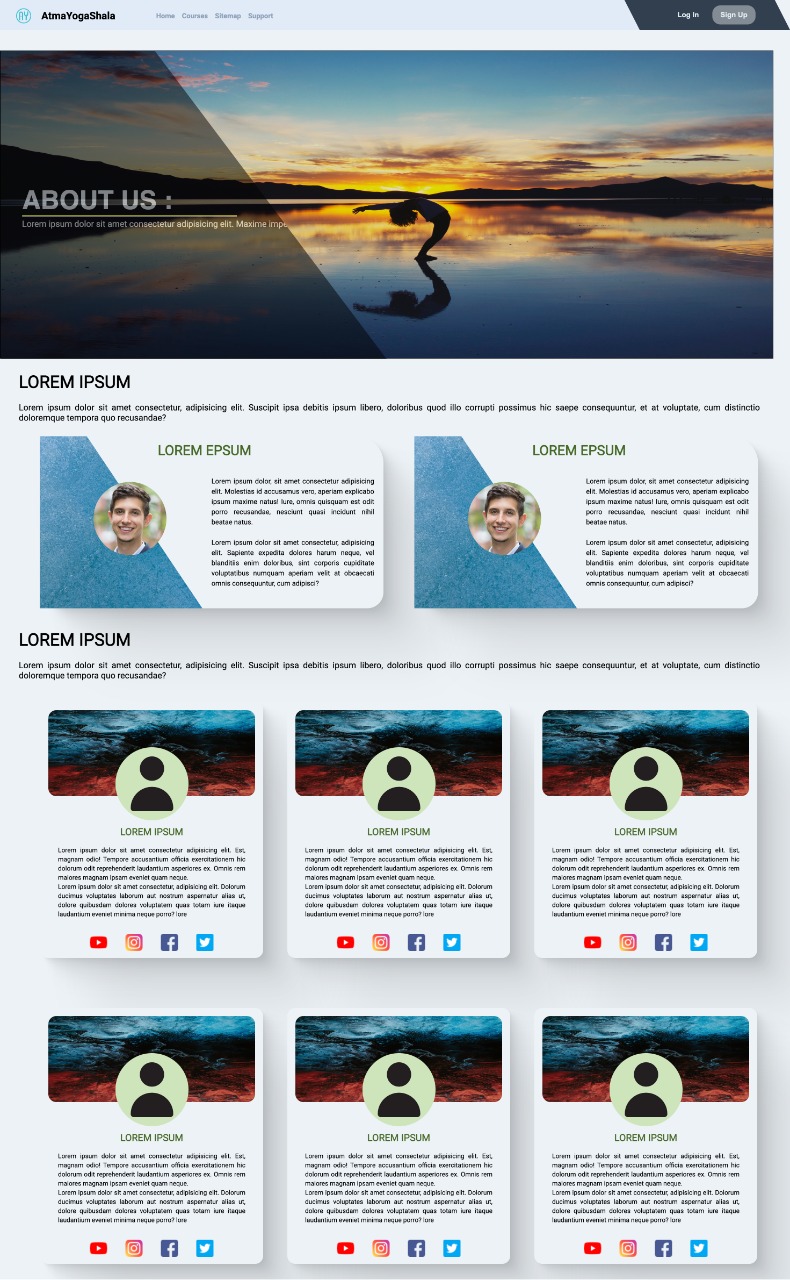 AY AtmaYogaShala Home Courses Sitemap Support Log In Sign Up
ABOUT US :
Lorem ipsum dolor sit amet consectetur adipisicing elit. Maxime impe
LOREM IPSUM
Lorem ipsum dolor sit amet consectetur, adipisicing elit. Suscipit ipsa debitis ipsum libero, doloribus quod illo corrupti possimus hic saepe consequuntur, et at voluptate, cum distinctio
doloremque tempora quo recusandae?
LOREM EPSUM
Lorem ipsum dolor, sit amet consectetur adipisicing
elit. Molestias id accusamus vero, aperiam explicabo
ipsum maxime natus! Iure, omnis quisquam est odit
porro recusandae, nesciunt quasi incidunt nihil
beatae natus.
Lorem ipsum dolor, sit amet consectetur adipisicing
elit. Sapiente expedita dolores harum neque, vel
blanditiis enim dolores, sint corporis cupiditate
voluptatibus numquam aperiam velit at obcaecati
omnis consequuntur, cum adipisci?
LOREM EPSUM
Lorem ipsum dolor, sit amet consectetur adipisicing
elit. Molestias id accusamus vero, aperiam explicabo
ipsum maxime natus! Iure, omnis quisquam est odit
porro recusandae, nesciunt quasi incidunt nihil
beatae natus.
Lorem ipsum dolor, sit amet consectetur adipisicing
elit. Sapiente expedita dolores harum neque, vel
blanditiis enim dolores, sint corporis cupiditate
voluptatibus numquam aperiam velit at obcaecati
omnis consequuntur, cum adipisci?
LOREM IPSUM
Lorem ipsum dolor sit amet consectetur, adipisicing elit. Suscipit ipsa debitis ipsum libero, doloribus quod illo corrupti possimus hic saepe consequuntur, et at voluptate, cum distinctio
doloremque tempora quo recusandae?
LOREM IPSUM
Lorem ipsum dolor sit amet consectetur adipisicing elit. Est,
magnam odio! Tempore accusantium officia exercitationem hic
dolorum odit reprehenderit laudantium asperiores ex. Omnis rem
maiores magnam ipsam eveniet quam neque.
Lorem ipsum dolor sit amet consectetur, adipisicing elit. Dolorum
ducimus voluptates laborum aut nostrum aspernatur alias ut,
dolore quibusdam dolores voluptatem quas totam iure itaque
laudantium eveniet minima neque porro? lore
LOREM IPSUM
Lorem ipsum dolor sit amet consectetur adipisicing elit. Est,
magnam odio! Tempore accusantium officia exercitationem hic
dolorum odit reprehenderit laudantium asperiores ex. Omnis rem
maiores magnam ipsam eveniet quam neque.
Lorem ipsum dolor sit amet consectetur, adipisicing elit. Dolorum
ducimus voluptates laborum aut nostrum aspernatur alias ut,
dolore quibusdam dolores voluptatem quas totam iure itaque
laudantium eveniet minima neque porro? lore
LOREM IPSUM
Lorem ipsum dolor sit amet consectetur adipisicing elit. Est,
magnam odio! Tempore accusantium officia exercitationem hic
dolorum odit reprehenderit laudantium asperiores ex. Omnis rem
maiores magnam ipsam eveniet quam neque.
Lorem ipsum dolor sit amet consectetur, adipisicing elit. Dolorum
ducimus voluptates laborum aut nostrum aspernatur alias ut,
dolore quibusdam dolores voluptatem quas totam iure itaque
laudantium eveniet minima neque porro? lore
LOREM IPSUM
Lorem ipsum dolor sit amet consectetur adipisicing elit. Est,
magnam odio! Tempore accusantium officia exercitationem hic
dolorum odit reprehenderit laudantium asperiores ex. Omnis rem
maiores magnam ipsam eveniet quam neque.
Lorem ipsum dolor sit amet consectetur, adipisicing elit. Dolorum
ducimus voluptates laborum aut nostrum aspernatur alias ut,
dolore quibusdam dolores voluptatem quas totam iure itaque
laudantium eveniet minima neque porro? lore
LOREM IPSUM
Lorem ipsum dolor sit amet consectetur adipisicing elit. Est,
magnam odio! Tempore accusantium officia exercitationem hic
dolorum odit reprehenderit laudantium asperiores ex. Omnis rem
maiores magnam ipsam eveniet quam neque.
Lorem ipsum dolor sit amet consectetur, adipisicing elit. Dolorum
ducimus voluptates laborum aut nostrum aspernatur alias ut,
dolore quibusdam dolores voluptatem quas totam iure itaque
laudantium eveniet minima neque porro? lore
LOREM IPSUM
Lorem ipsum dolor sit amet consectetur adipisicing elit. Est,
magnam odio! Tempore accusantium officia exercitationem hic
dolorum odit reprehenderit laudantium asperiores ex. Omnis rem
maiores magnam ipsam eveniet quam neque.
Lorem ipsum dolor sit amet consectetur, adipisicing elit. Dolorum
ducimus voluptates laborum aut nostrum aspernatur alias ut,
dolore quibusdam dolores voluptatem quas totam iure itaque
laudantium eveniet minima neque porro? lore